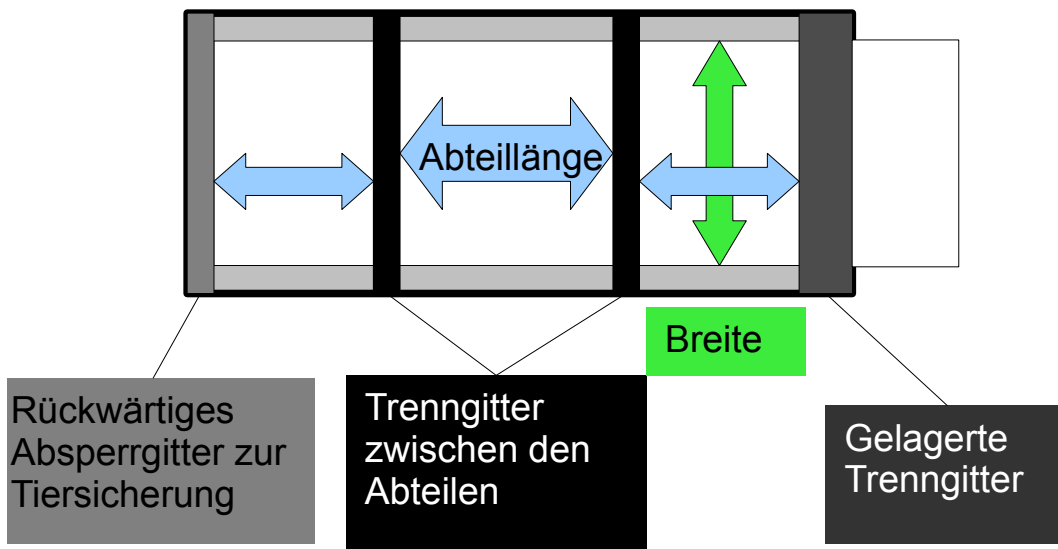 Abteillänge
Breite
Rückwärtiges
Absperrgitter zur
Tiersicherung
Trenngitter
zwischen den
Abteilen
Gelagerte
Trenngitter